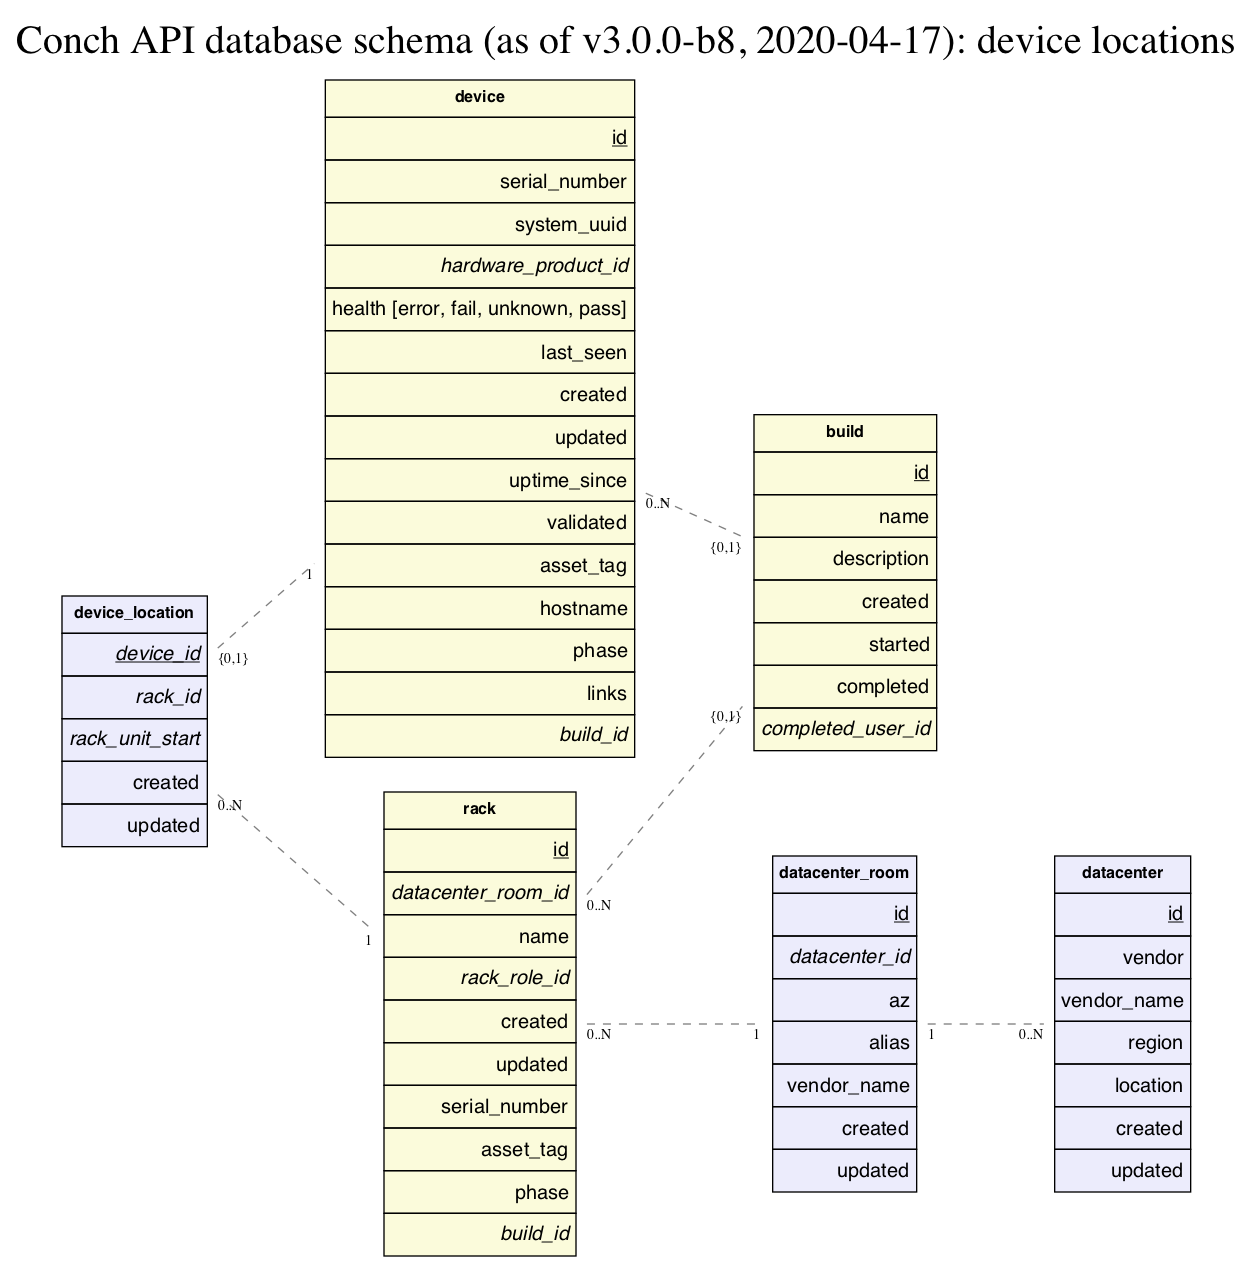 Conch API database schema (as of v3.0.0-b8, 2020-04-17): device locations
device
id
serial_number
system_uuid
hardware_product_id
health [error, fail, unknown, pass]
last_seen
created
updated
uptime_since
validated
asset_tag
hostname
phase
links
build_id
build
id
name
description
created
started
completed
completed_user_id
0..N
{0,1}
1
{0,1}
device_location
device_id
rack_id
rack_unit_start
created
updated
0..N
1
{0,1}
0..N
rack
id
datacenter_room_id
name
rack_role_id
created
updated
serial_number
asset_tag
phase
build_id
0..N
1
datacenter_room
id
datacenter_id
az
alias
vendor_name
created
updated
1
0..N
datacenter
id
vendor
vendor_name
region
location
created
updated